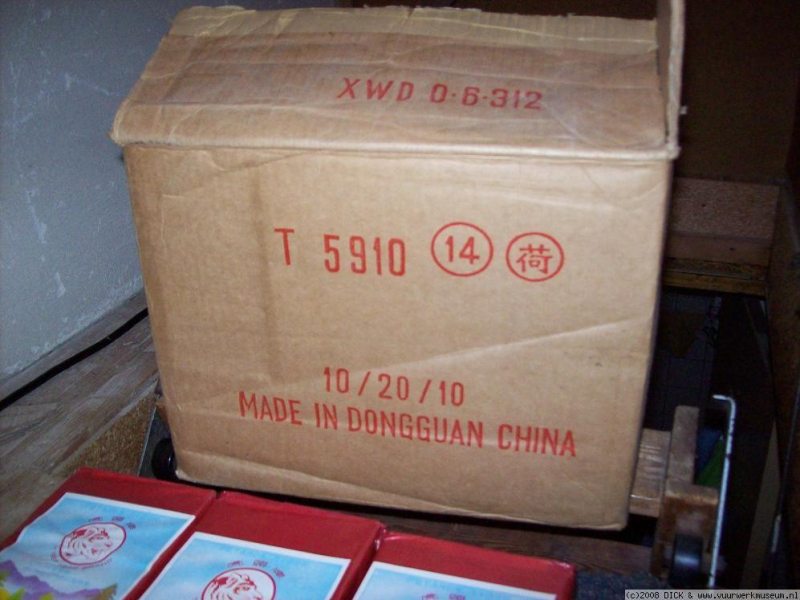 XWD 0·6·312
T 5910 14 荷
10/20/10
MADE IN DONGGUAN CHINA
(c)2008 DICK & www.vuurwerkmuseum.nl